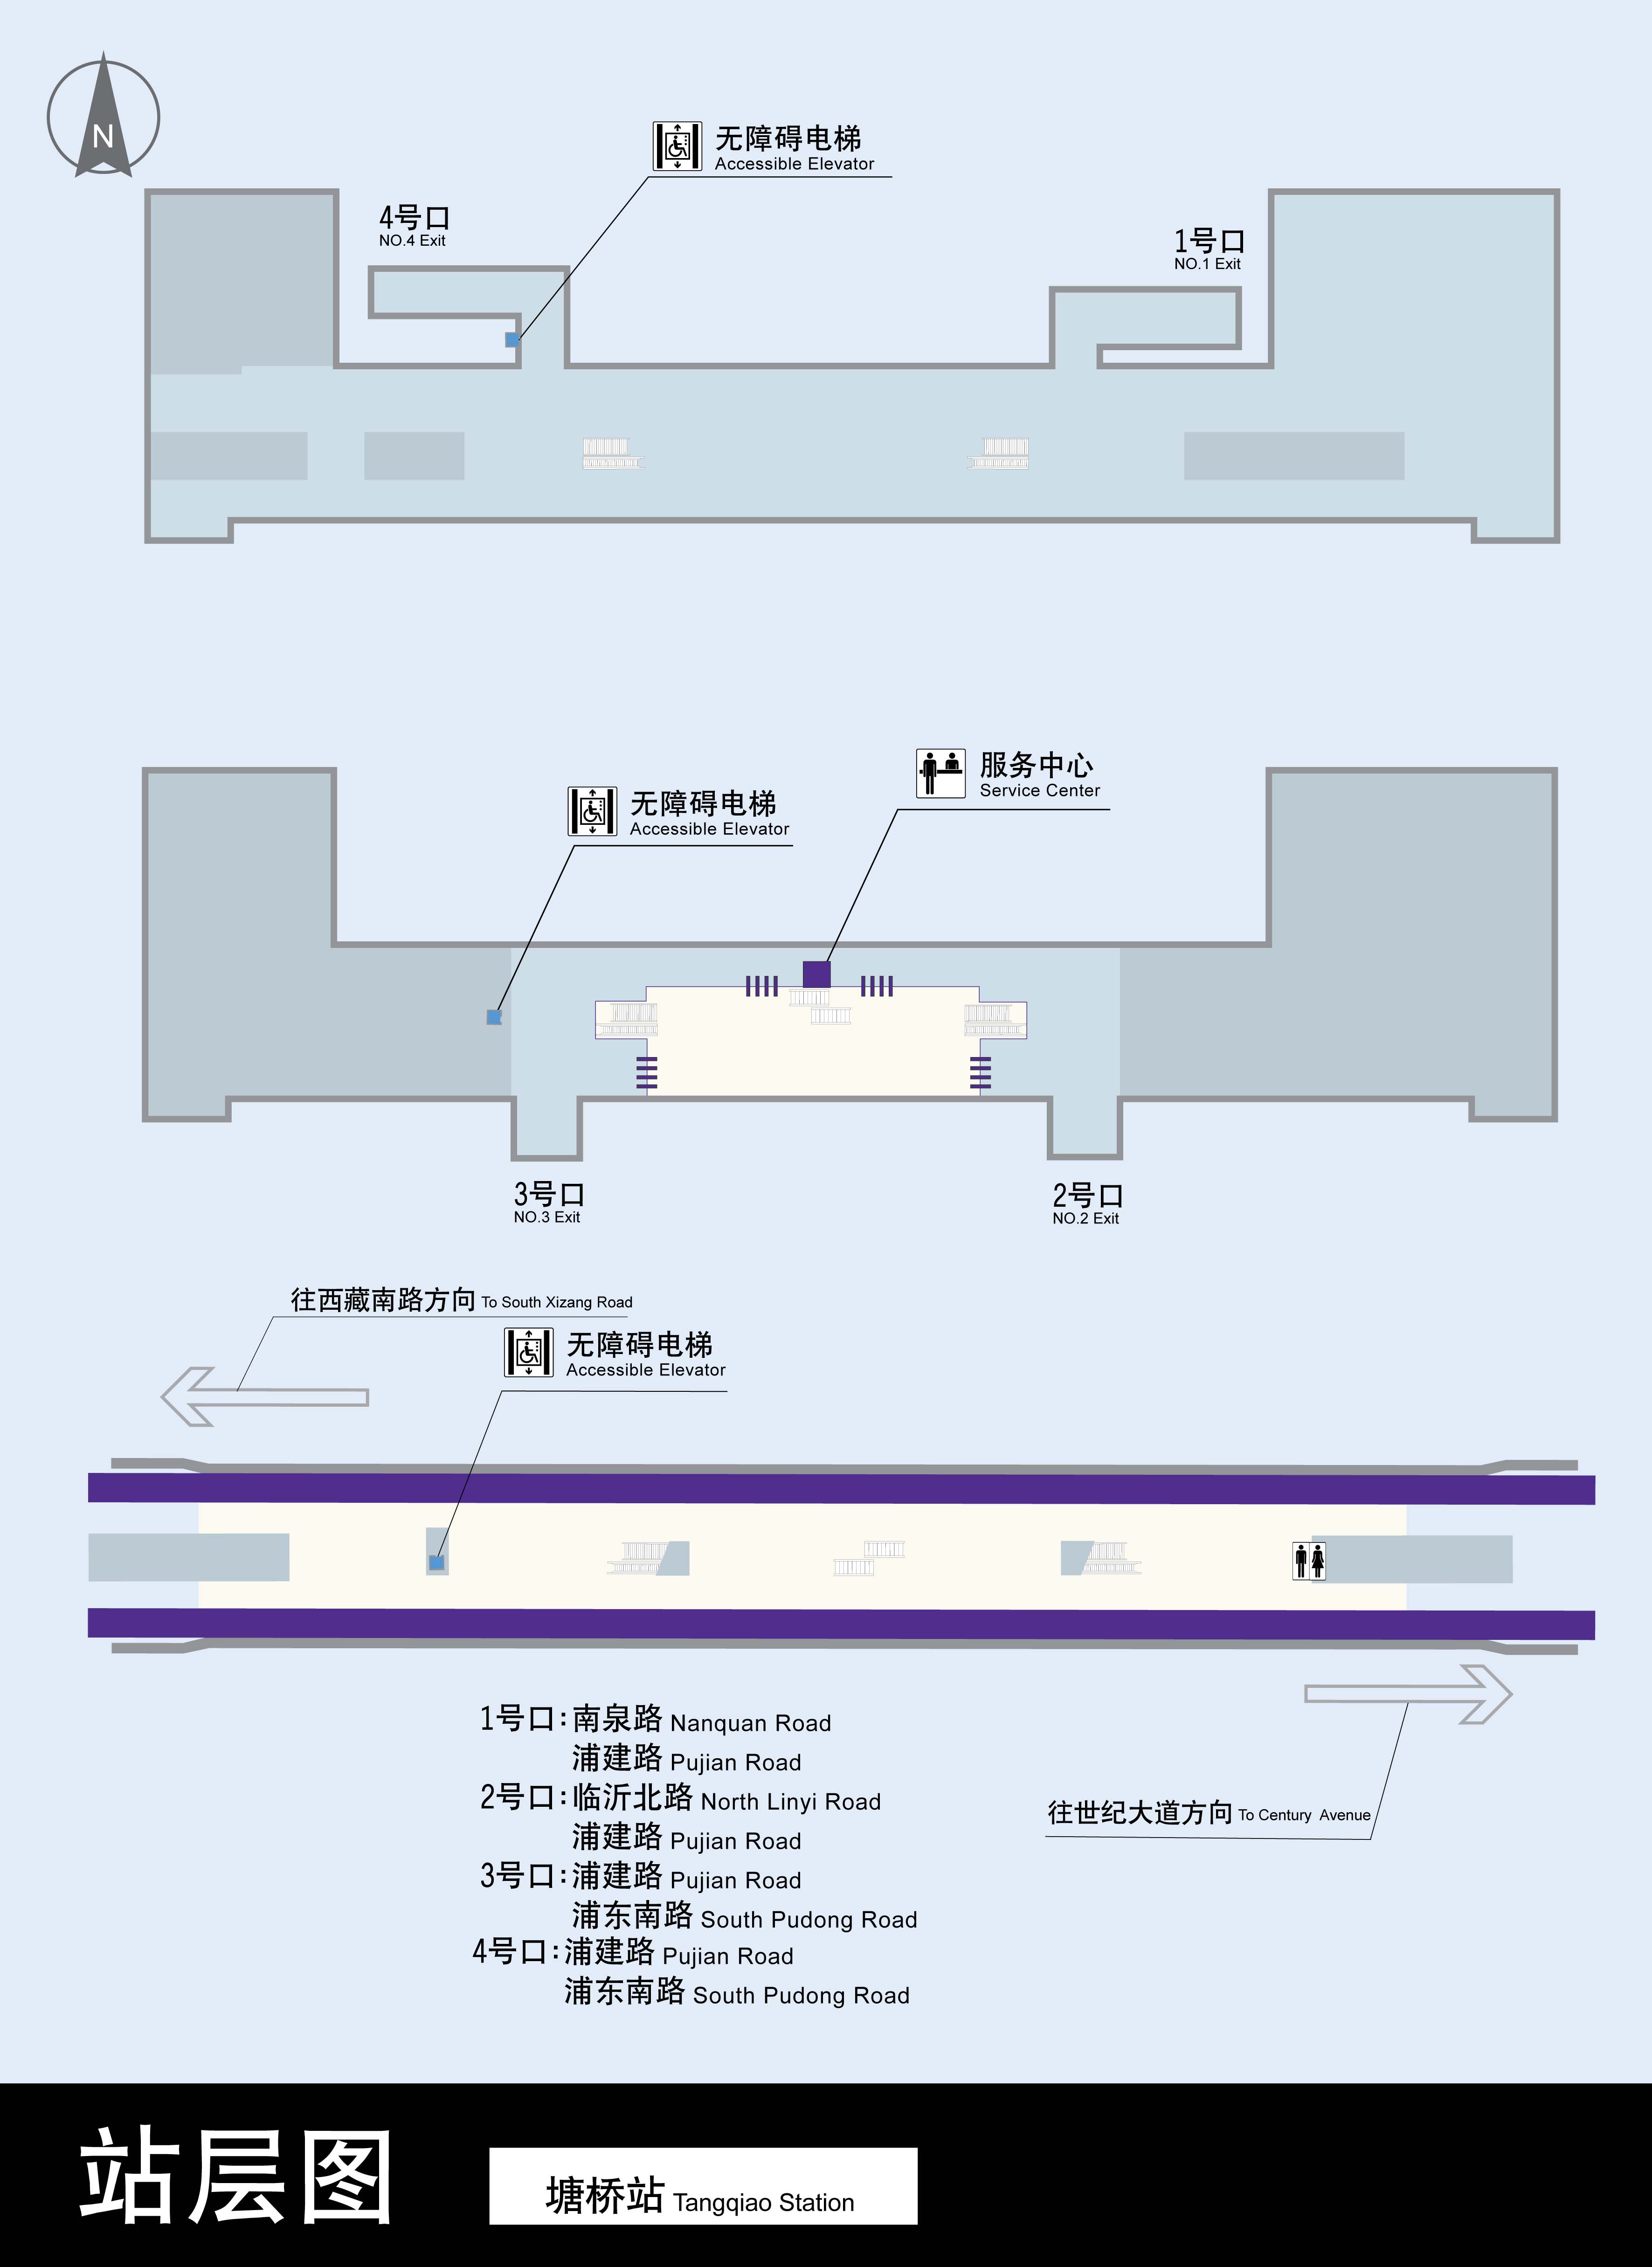 N
无障碍电梯
Accessible Elevator
4号口
NO.4 Exit
1号口
NO.1 Exit
服务中心
Service Center
无障碍电梯
Accessible Elevator
3号口
NO.3 Exit
2号口
NO.2 Exit
往西藏南路方向 To South Xizang Road
无障碍电梯
Accessible Elevator
1号口:南泉路 Nanquan Road
浦建路 Pujian Road
2号口:临沂北路 North Linyi Road
浦建路 Pujian Road
3号口:浦建路 Pujian Road
浦东南路 South Pudong Road
4号口:浦建路 Pujian Road
浦东南路 South Pudong Road
往世纪大道方向 To Century Avenue
站层图
塘桥站 Tangqiao Station